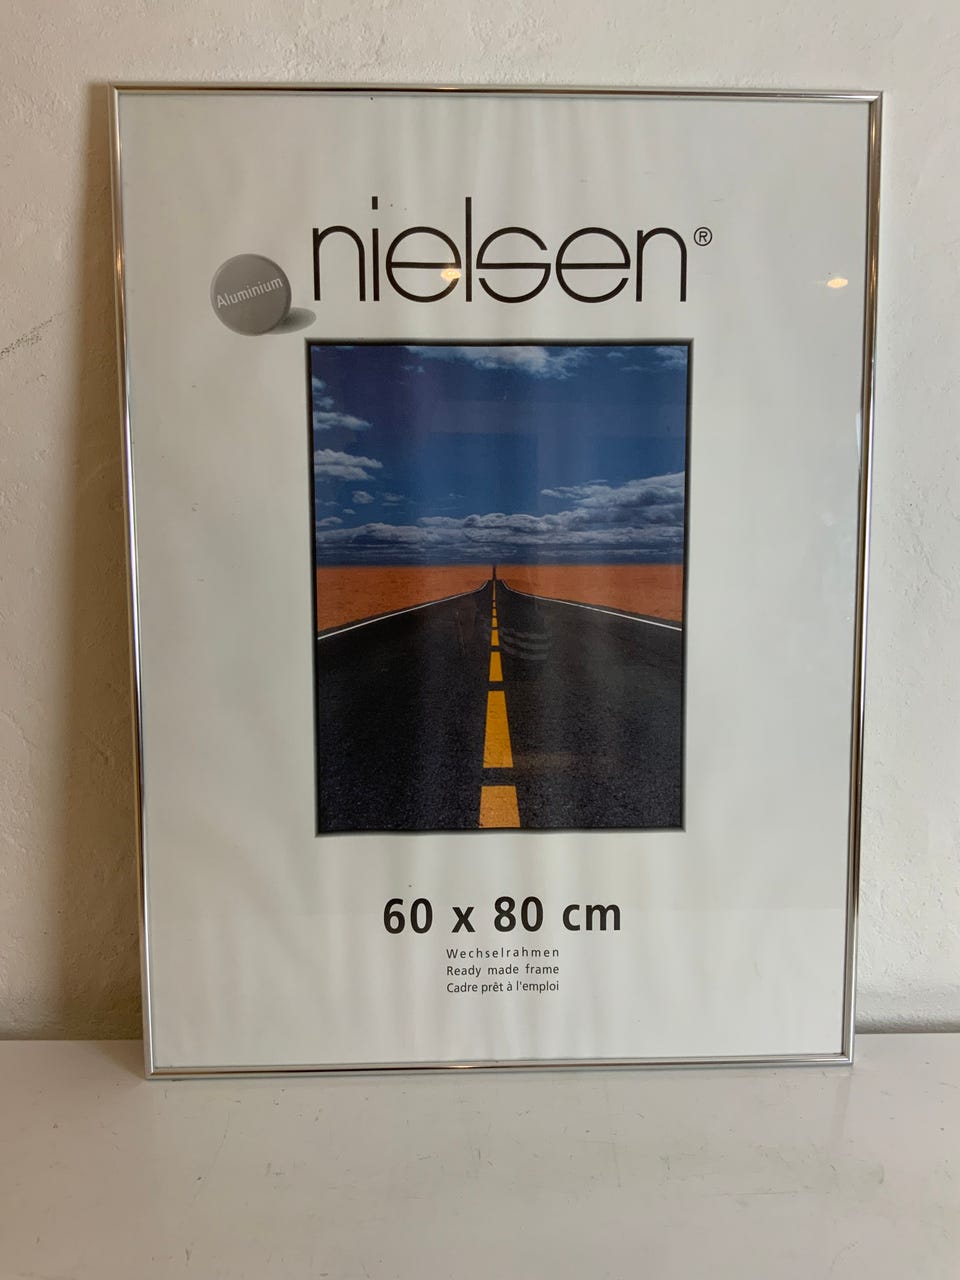 nielsen®
Aluminium
60 x 80 cm
Wechselrahmen
Ready made frame
Cadre prêt à l'emploi